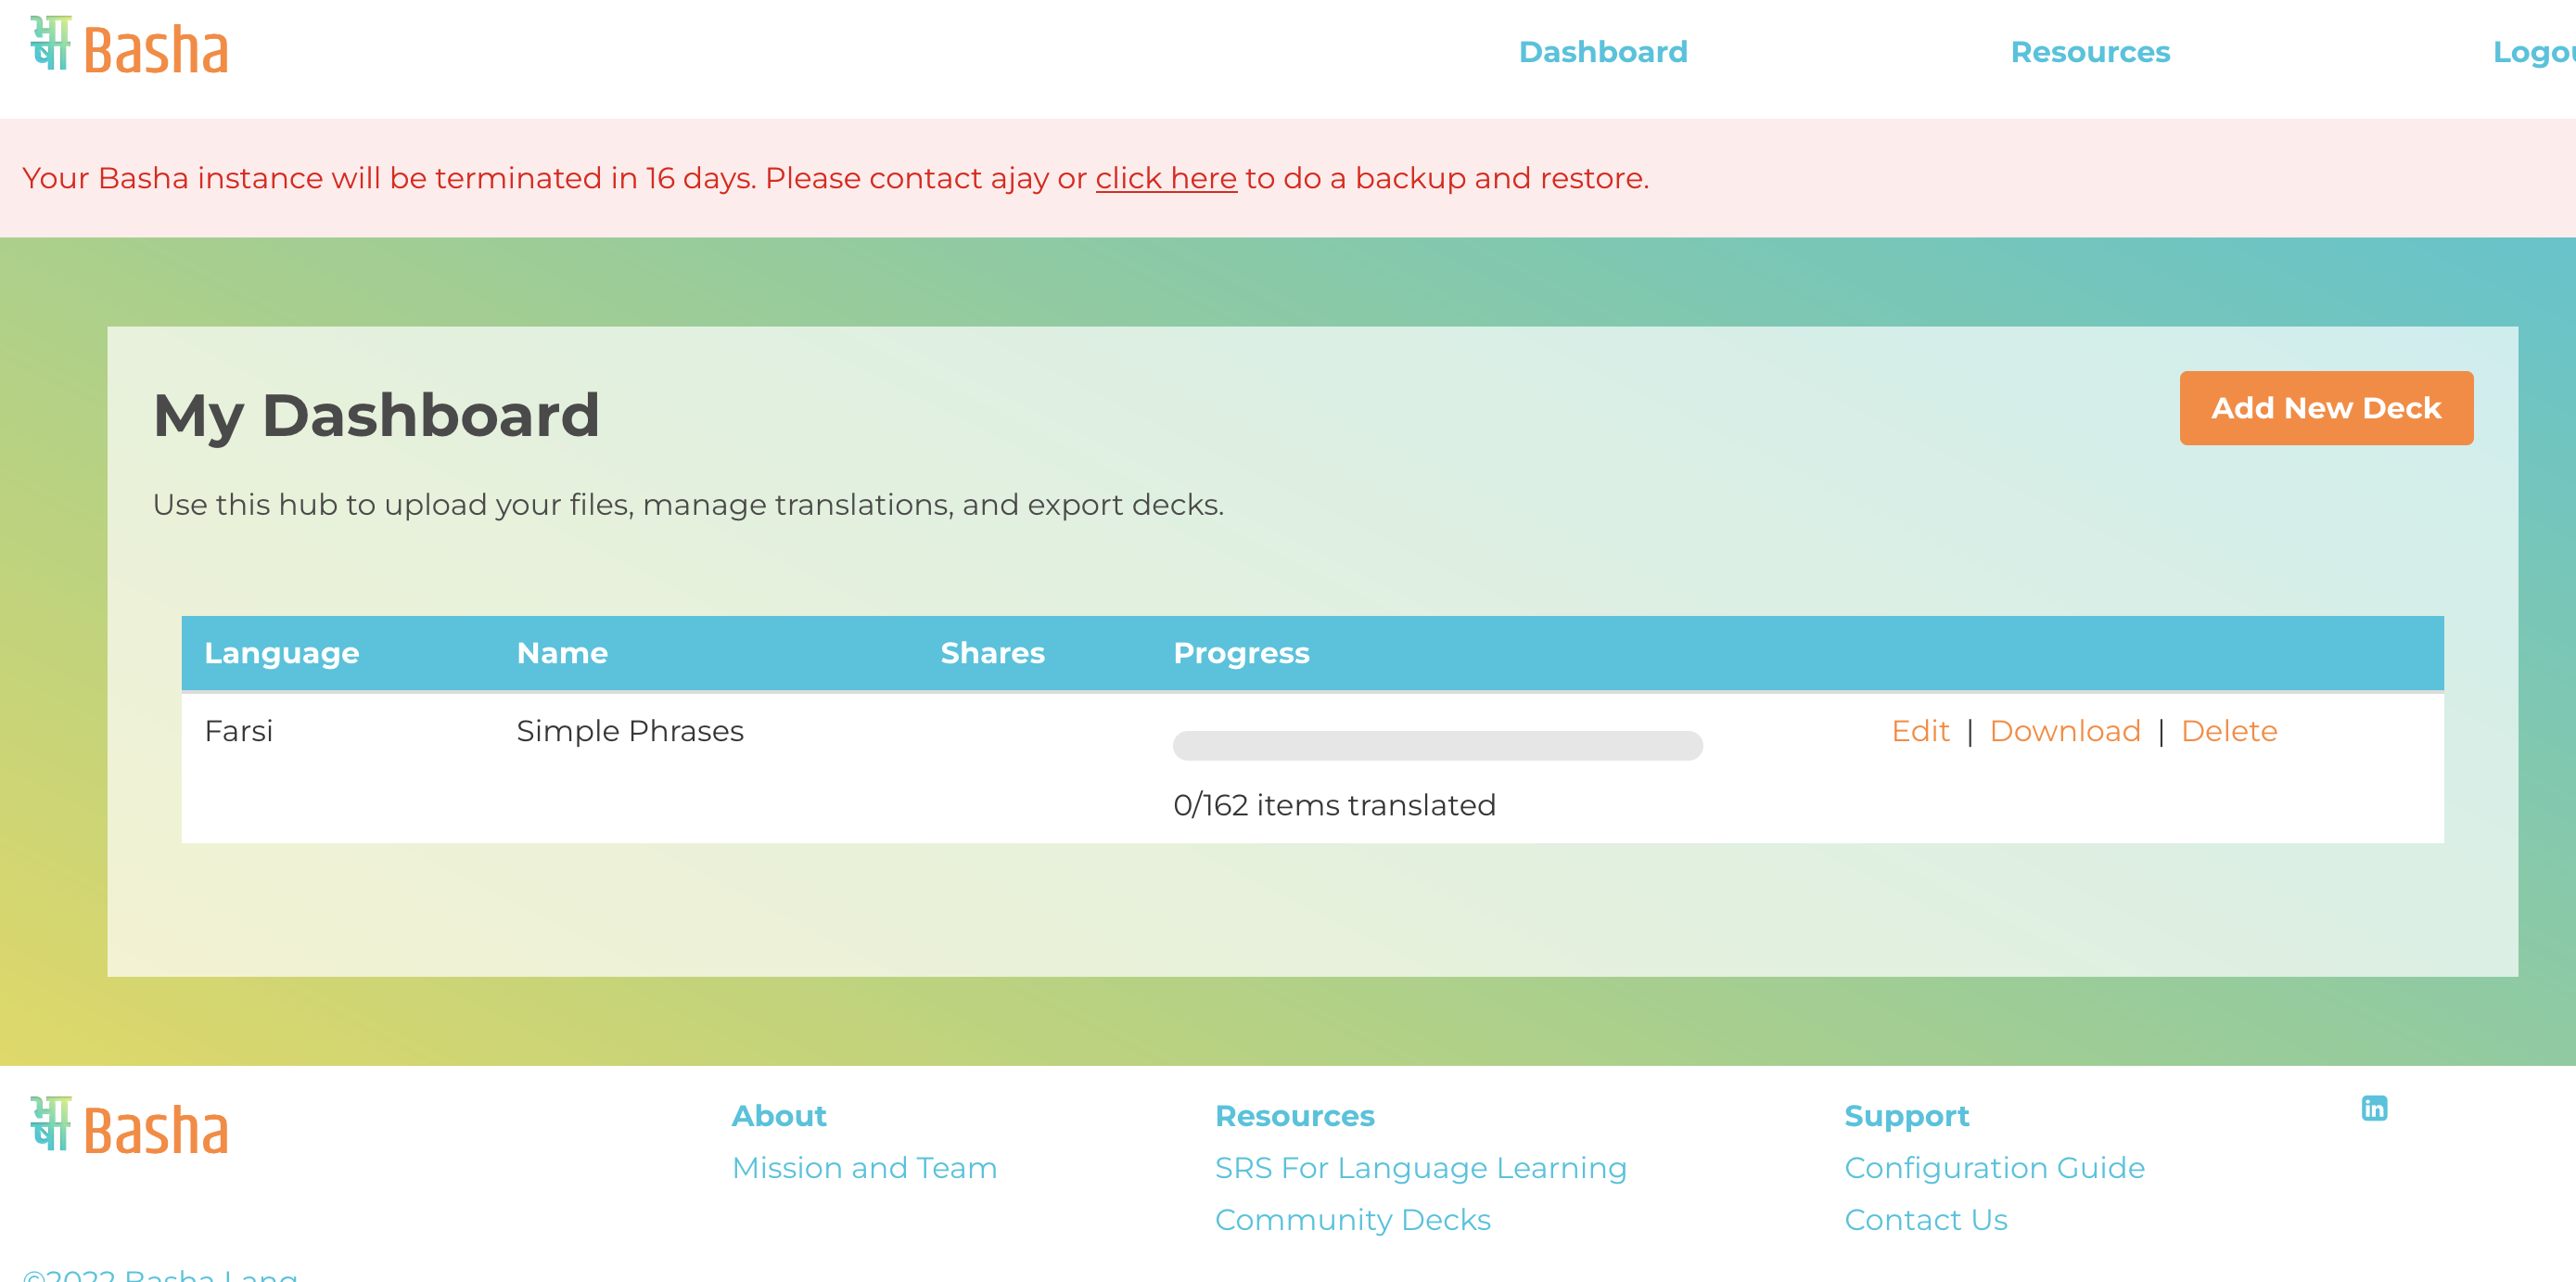 भाषा Basha
Dashboard
Resources
Your Basha instance will be terminated in 16 days. Please contact ajay or click here to do a backup and restore.
My Dashboard
Add New Deck
Use this hub to upload your files, manage translations, and export decks.
Language Name Shares Progress
Farsi Simple Phrases Edit | Download | Delete
0/162 items translated
भाषा Basha
About
Mission and Team
Resources
SRS For Language Learning
Community Decks
Support
Configuration Guide
Contact Us
in
©2022 Basha Lang